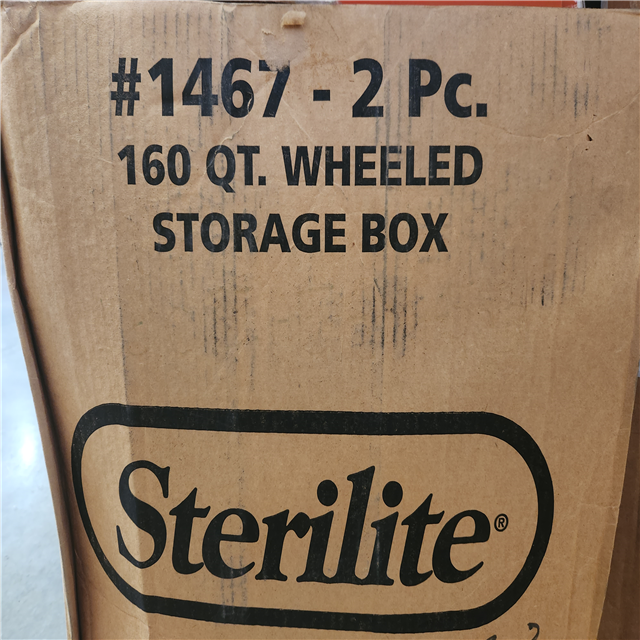 #1467 - 2 Pc.
160 QT. WHEELED
STORAGE BOX
Sterilite®